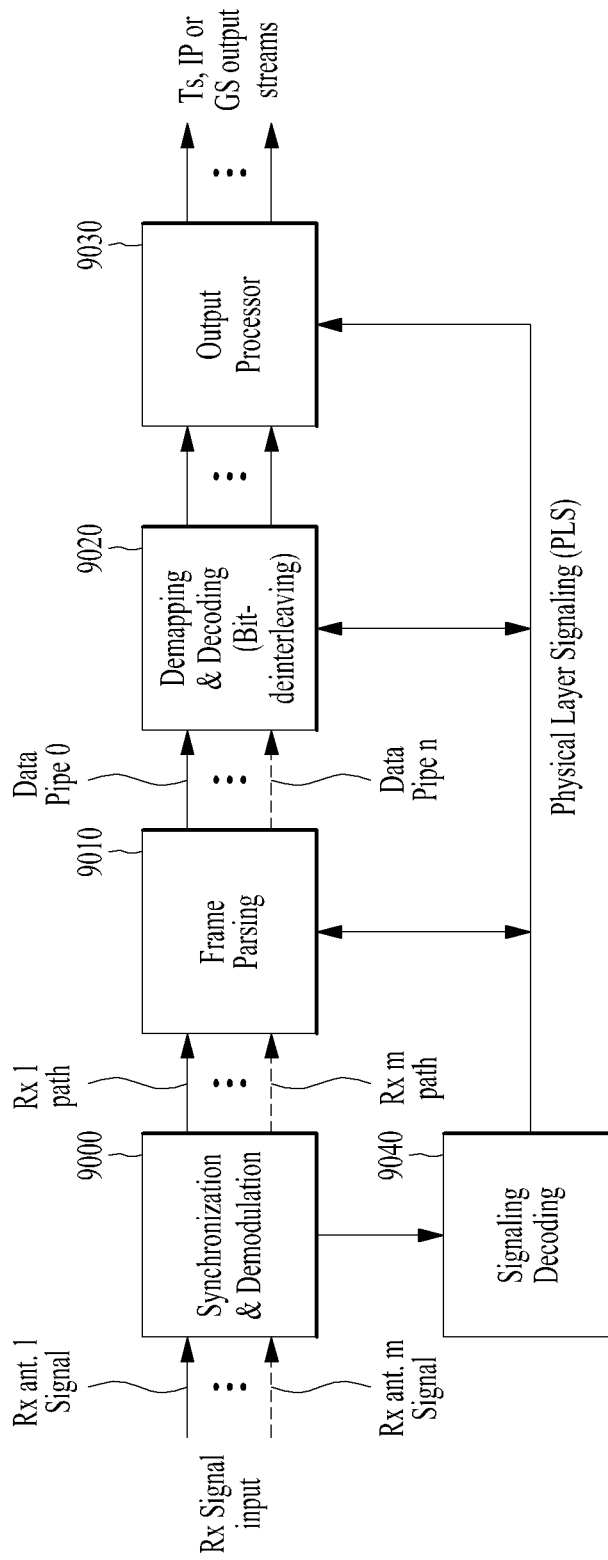 Rx Signal
input
Rx ant. 1
Signal
Rx ant. m
Signal
9000
Synchronization
& Demodulation
Rx 1
path
Rx m
path
9010
Frame
Parsing
Data
Pipe 0
Data
Pipe n
9020
Demapping
& Decoding
(Bit-
deinterleaving)
9030
Output
Processor
Ts, IP or
GS output
streams
9040
Signaling
Decoding
Physical Layer Signaling (PLS)